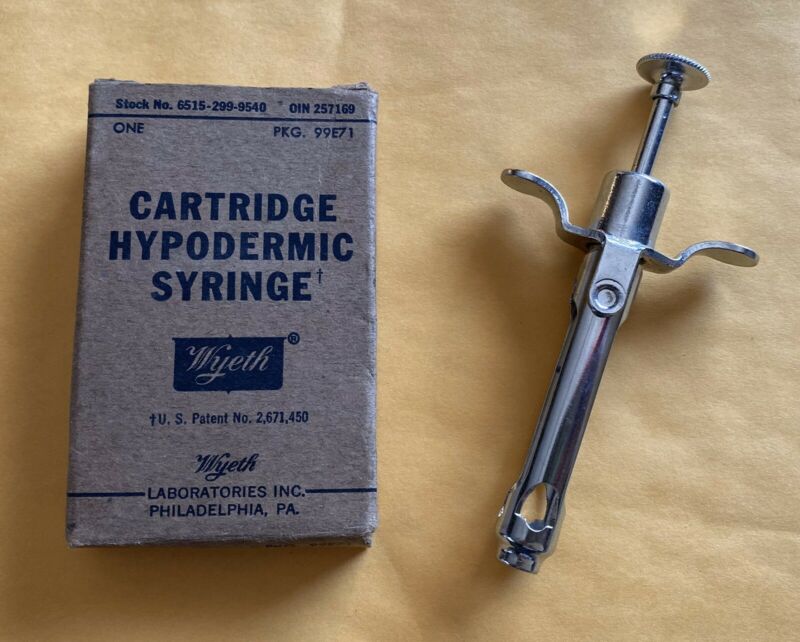 Stock No. 6515-299-9540 OIN 257169
ONE PKG. 99E71
CARTRIDGE
HYPODERMIC
SYRINGE†
Wyeth®
†U. S. Patent No. 2,671,450
Wyeth
LABORATORIES INC.
PHILADELPHIA, PA.